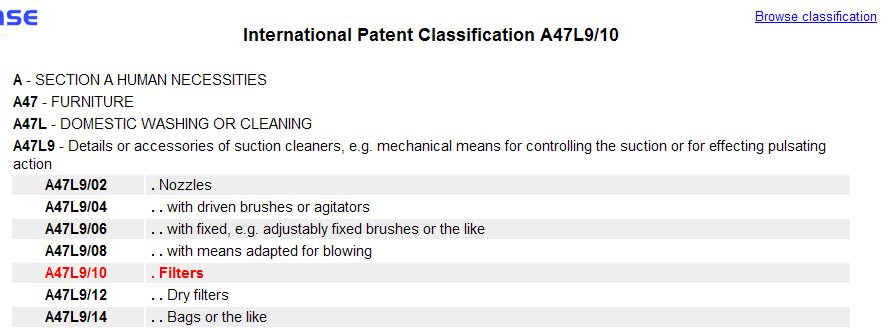 Browse classification
International Patent Classification A47L9/10
A - SECTION A HUMAN NECESSITIES
A47 - FURNITURE
A47L - DOMESTIC WASHING OR CLEANING
A47L9 - Details or accessories of suction cleaners, e.g. mechanical means for controlling the suction or for effecting pulsating
action
A47L9/02 . Nozzles
A47L9/04 . . with driven brushes or agitators
A47L9/06 . . with fixed, e.g. adjustably fixed brushes or the like
A47L9/08 . . with means adapted for blowing
A47L9/10 . Filters
A47L9/12 . . Dry filters
A47L9/14 . . Bags or the like